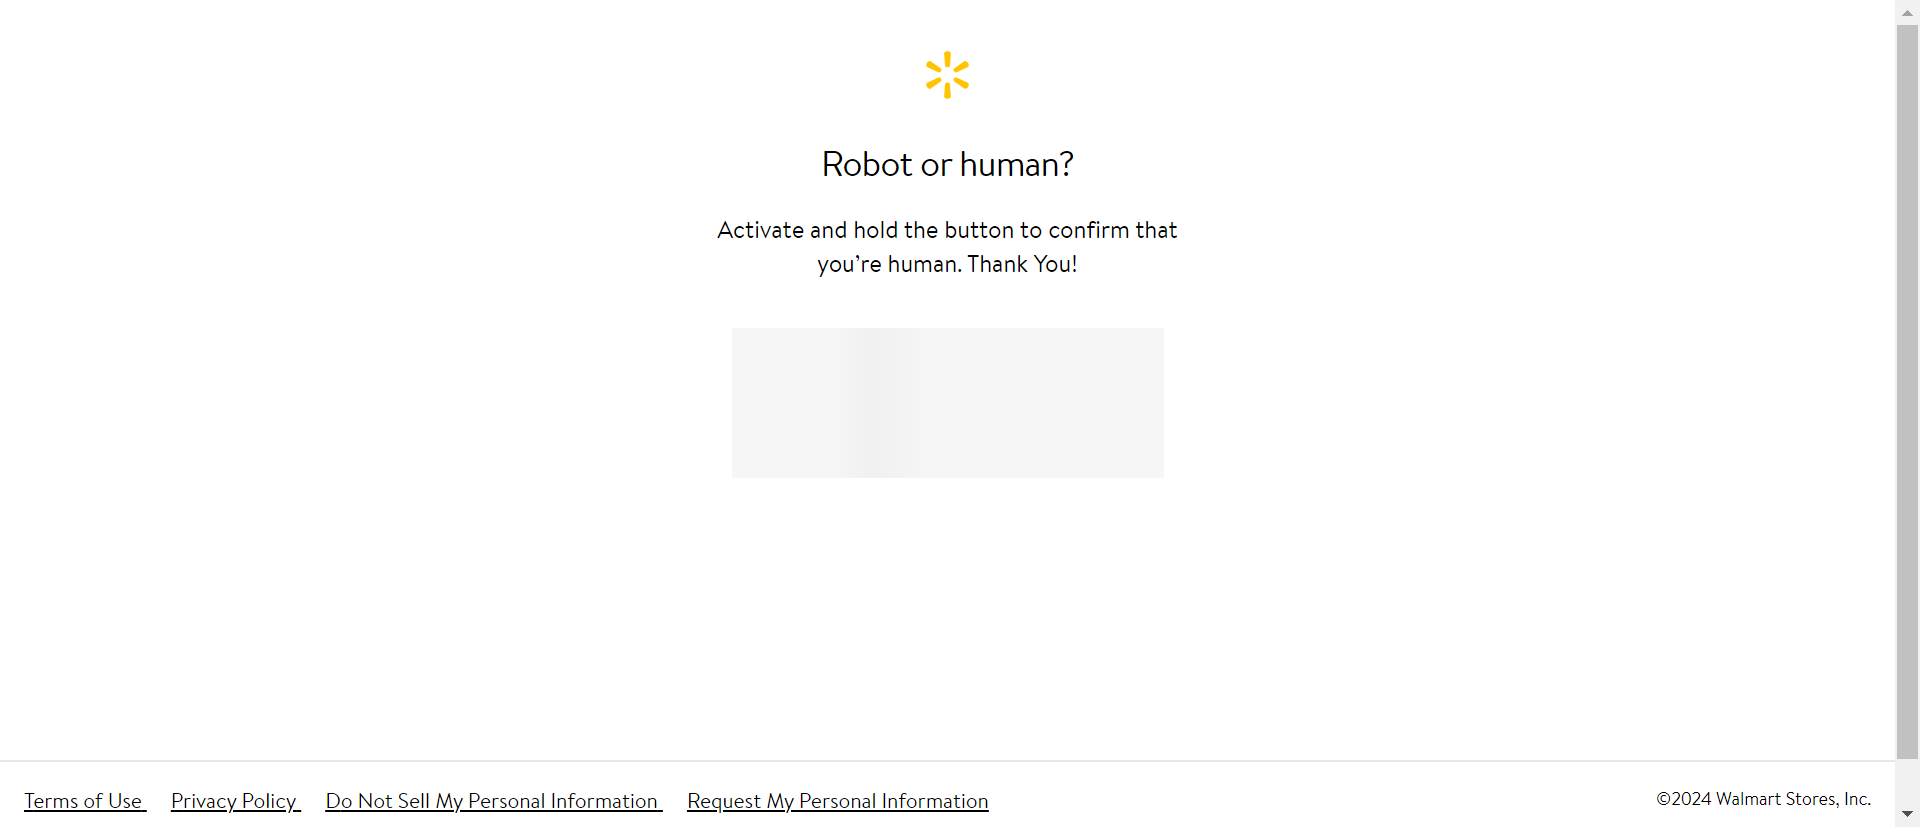 Robot or human?
Activate and hold the button to confirm that
you’re human. Thank You!
Terms of Use
Privacy Policy
Do Not Sell My Personal Information
Request My Personal Information
©2024 Walmart Stores, Inc.